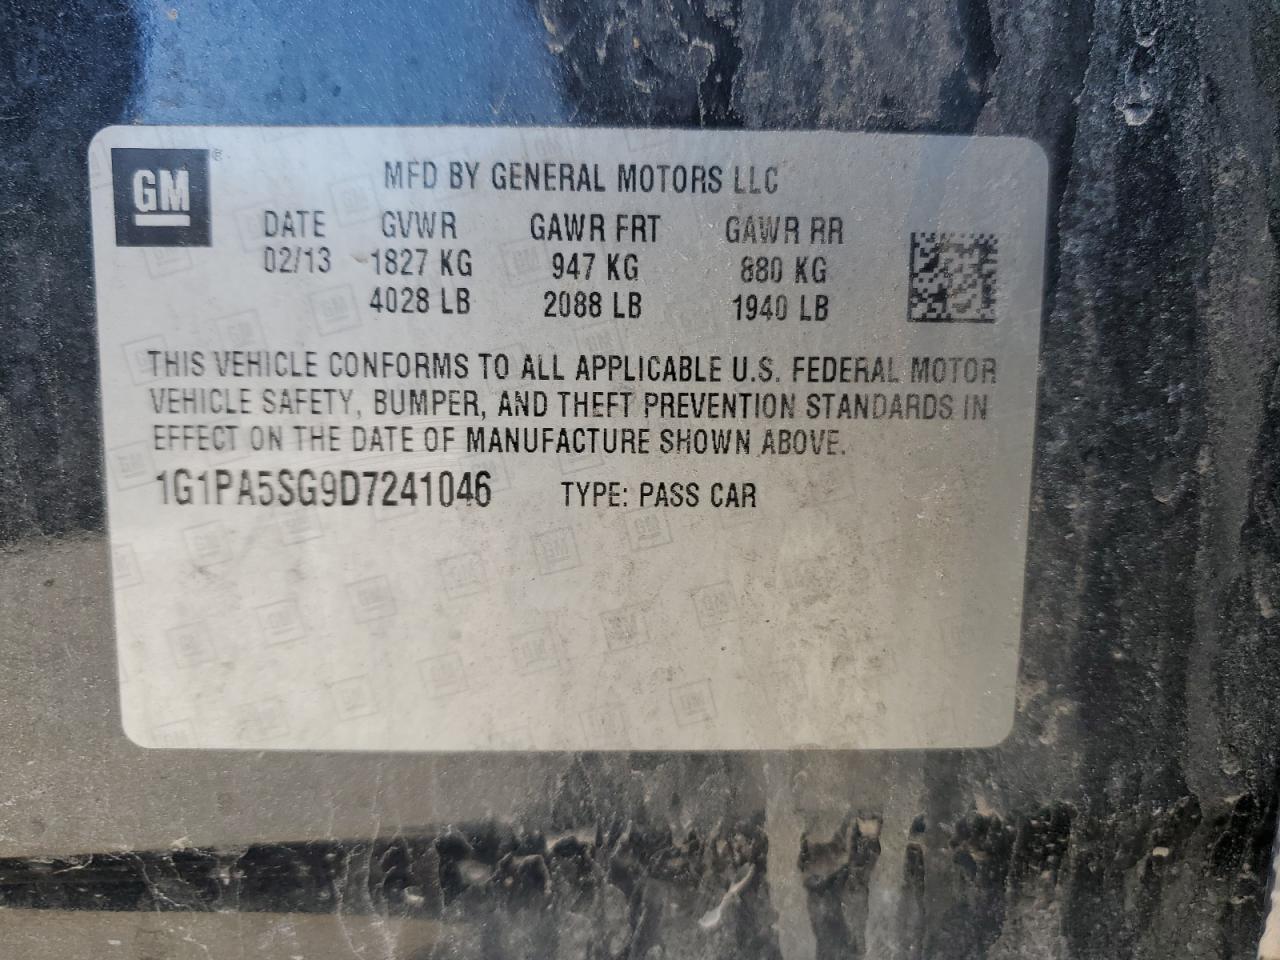 GM
MFD BY GENERAL MOTORS LLC
DATE GVWR GAWR FRT GAWR RR
02/13 1827 KG 947 KG 880 KG
4028 LB 2088 LB 1940 LB
THIS VEHICLE CONFORMS TO ALL APPLICABLE U.S. FEDERAL MOTOR
VEHICLE SAFETY, BUMPER, AND THEFT PREVENTION STANDARDS IN
EFFECT ON THE DATE OF MANUFACTURE SHOWN ABOVE.
1G1PA5SG9D7241046 TYPE: PASS CAR